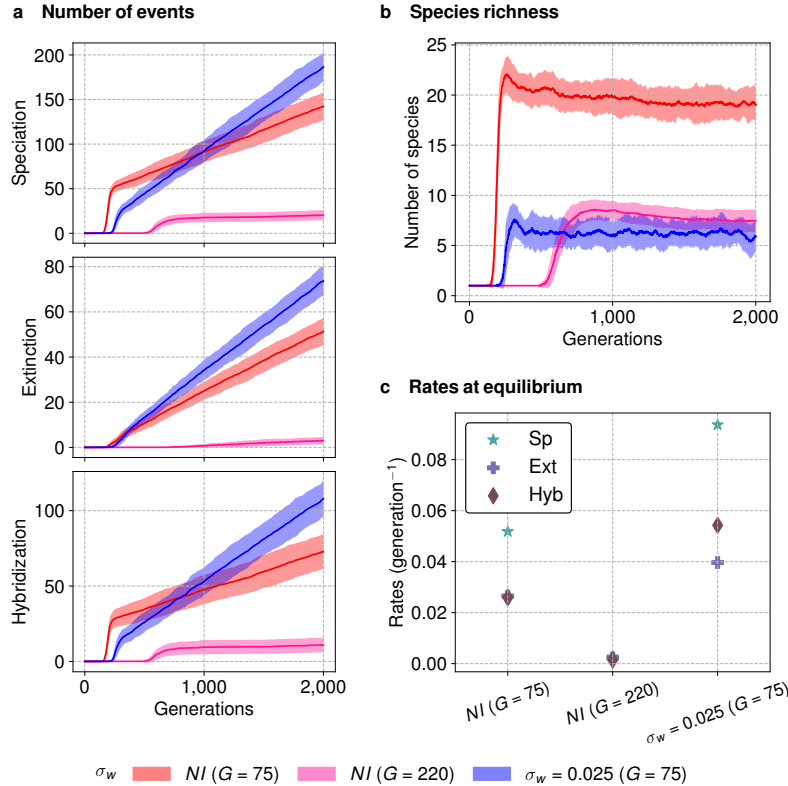 a Number of events
200
150
100
50
0
Speciation
80
60
40
20
0
Extinction
100
50
0
Hybridization
0 1,000 2,000
Generations
b Species richness
25
20
15
10
5
0
Number of species
0 1,000 2,000
Generations
c Rates at equilibrium
0.08
0.06
0.04
0.02
0.00
Rates (generation⁻¹)
Sp
Ext
Hyb
NI (G = 75)
NI (G = 220)
σw = 0.025 (G = 75)
σw NI (G = 75) NI (G = 220) σw = 0.025 (G = 75)